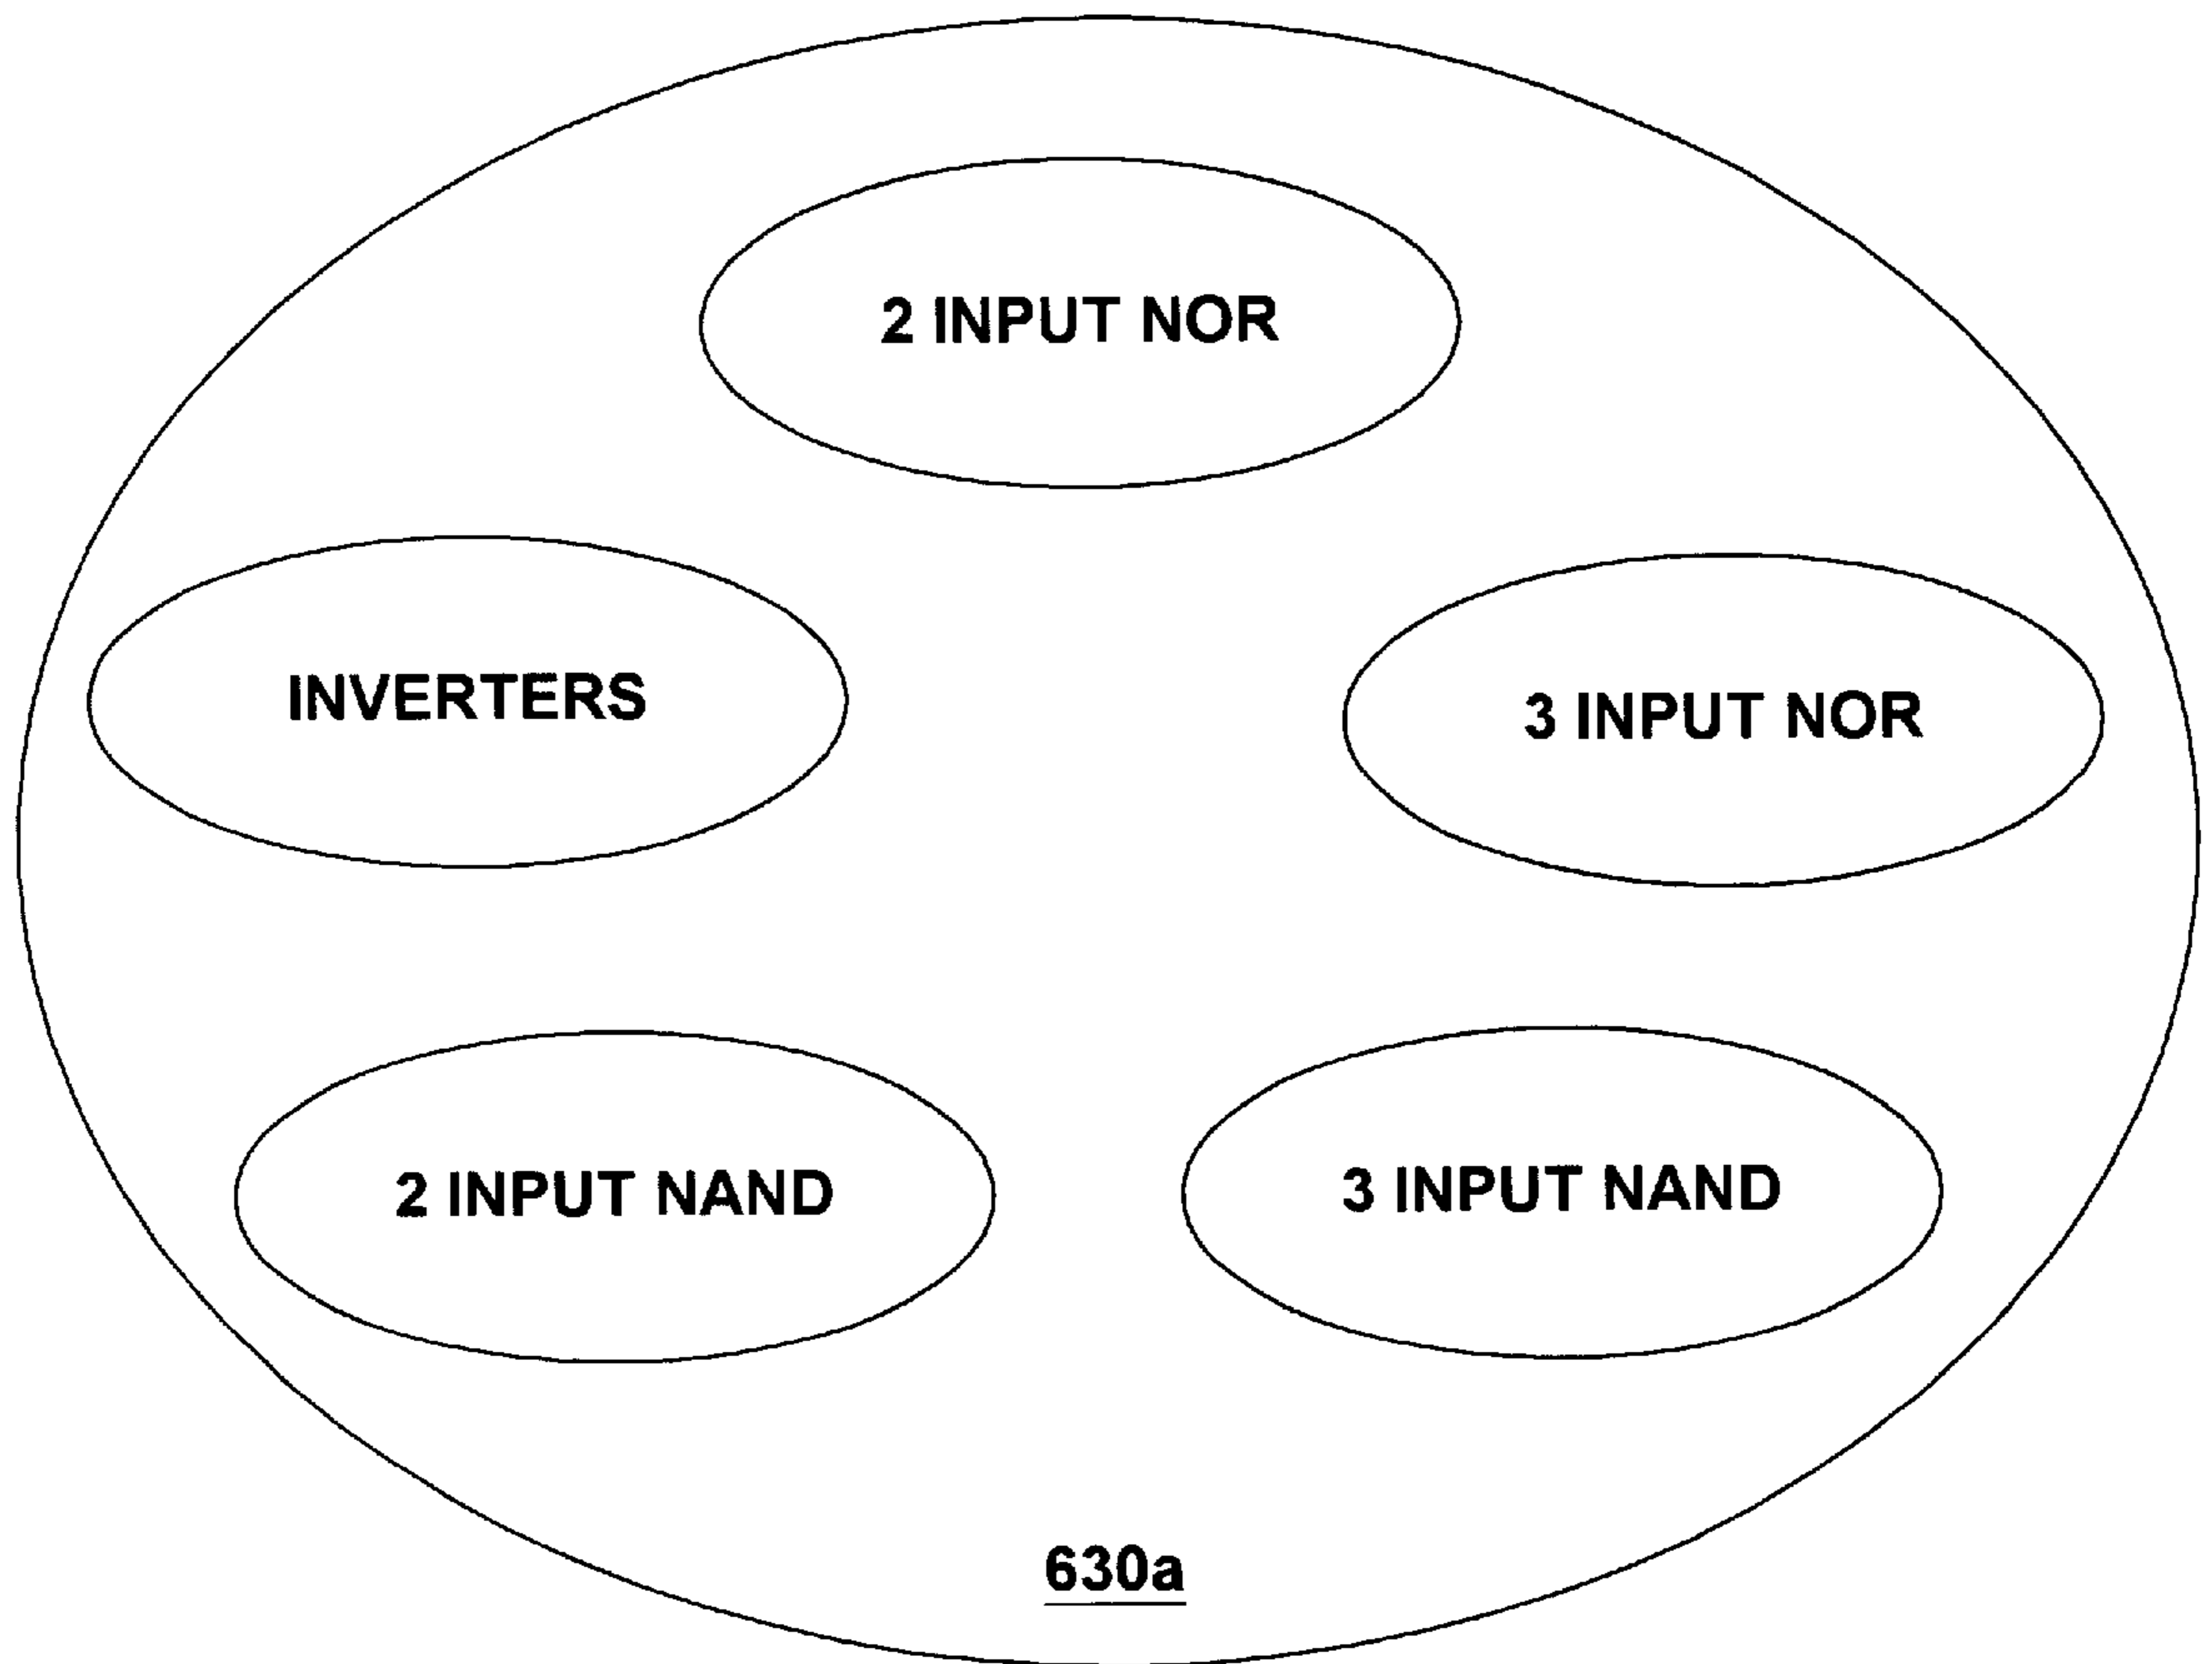 2 INPUT NOR
INVERTERS
3 INPUT NOR
2 INPUT NAND
3 INPUT NAND
630a